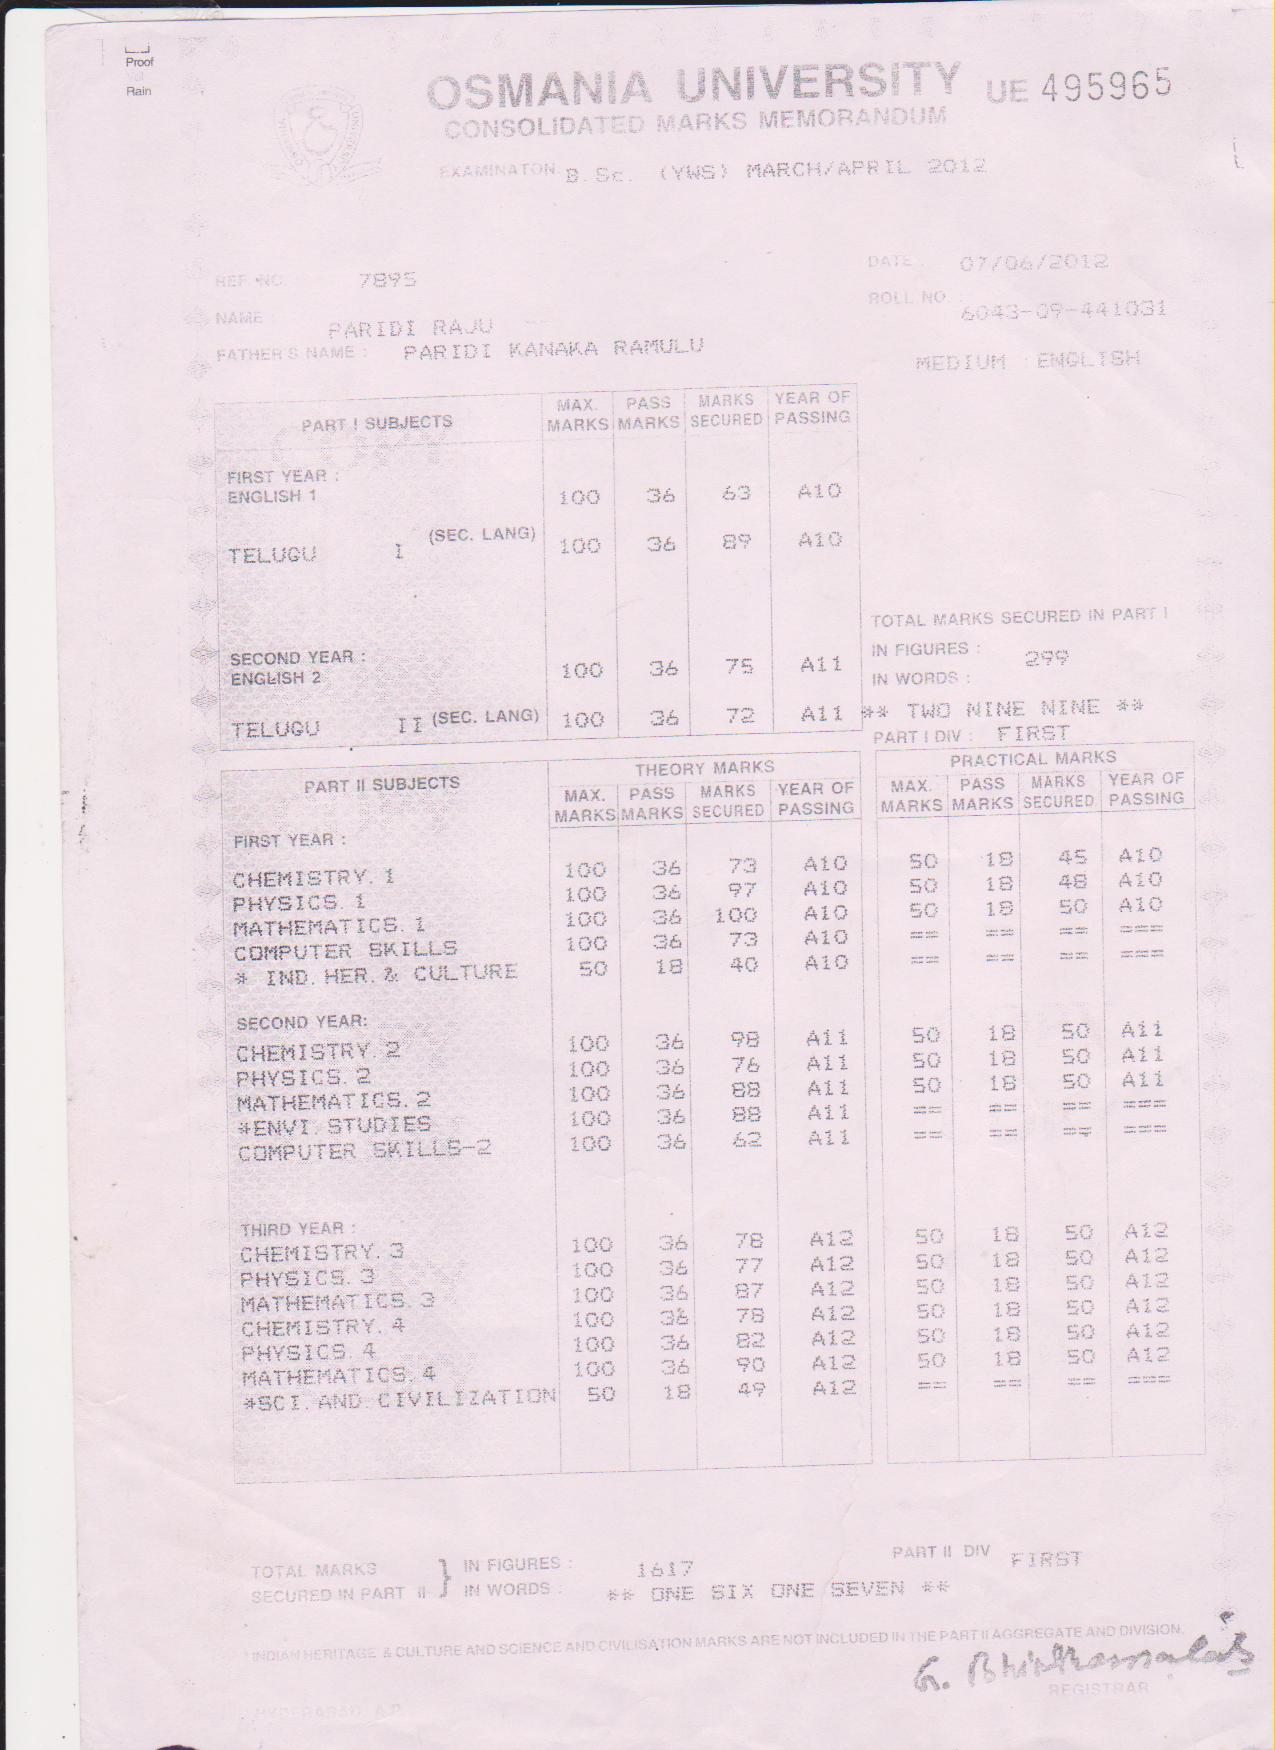 Proof
Rain
OSMANIA UNIVERSITY UE 495965
CONSOLIDATED MARKS MEMORANDUM
EXAMINATON: B.Sc. (YWS) MARCH/APRIL 2012
DATE : 07/06/2012
REF. NO. 7895
ROLL NO. : 6043-09-441031
NAME : PARIDI RAJU
FATHER'S NAME : PARIDI KANAKA RAMULU
MEDIUM : ENGLISH
PART I SUBJECTS MAX. MARKS PASS MARKS MARKS SECURED YEAR OF PASSING
FIRST YEAR :
ENGLISH 1 100 36 63 A10
TELUGU I (SEC. LANG) 100 36 89 A10
SECOND YEAR :
ENGLISH 2 100 36 75 A11
TELUGU II (SEC. LANG) 100 36 72 A11
TOTAL MARKS SECURED IN PART I
IN FIGURES : 299
IN WORDS :
** TWO NINE NINE **
PART I DIV : FIRST
PART II SUBJECTS THEORY MARKS PRACTICAL MARKS
MAX. MARKS PASS MARKS MARKS SECURED YEAR OF PASSING MAX. MARKS PASS MARKS MARKS SECURED YEAR OF PASSING
FIRST YEAR :
CHEMISTRY. 1 100 36 73 A10 50 18 45 A10
PHYSICS. 1 100 36 97 A10 50 18 48 A10
MATHEMATICS. 1 100 36 100 A10 50 18 50 A10
COMPUTER SKILLS 100 36 73 A10 == == == ===
* IND. HER. & CULTURE 50 18 40 A10 == == == ===
SECOND YEAR:
CHEMISTRY. 2 100 36 98 A11 50 18 50 A11
PHYSICS. 2 100 36 76 A11 50 18 50 A11
MATHEMATICS. 2 100 36 88 A11 50 18 50 A11
*ENVI. STUDIES 100 36 88 A11 == == == ===
COMPUTER SKILLS-2 100 36 62 A11 == == == ===
THIRD YEAR :
CHEMISTRY. 3 100 36 78 A12 50 18 50 A12
PHYSICS. 3 100 36 77 A12 50 18 50 A12
MATHEMATICS. 3 100 36 87 A12 50 18 50 A12
CHEMISTRY. 4 100 36 78 A12 50 18 50 A12
PHYSICS. 4 100 36 82 A12 50 18 50 A12
MATHEMATICS. 4 100 36 90 A12 50 18 50 A12
*SCI. AND. CIVILIZATION 50 18 49 A12 == == == ===
PART II DIV FIRST
TOTAL MARKS SECURED IN PART II } IN FIGURES : 1617
IN WORDS : ** ONE SIX ONE SEVEN **
* INDIAN HERITAGE & CULTURE AND SCIENCE AND CIVILISATION MARKS ARE NOT INCLUDED IN THE PART II AGGREGATE AND DIVISION.
REGISTRAR
HYDERABAD A.P.